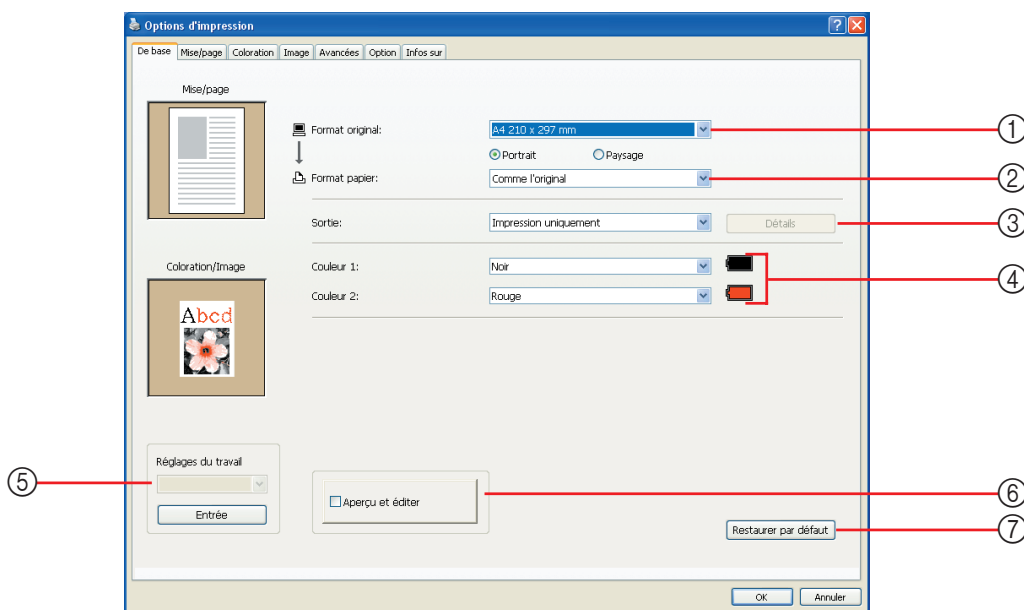 Options d'impression
De base Mise/page Coloration Image Avancées Option Infos sur
Mise/page
Format original: A4 210 x 297 mm ①
Portrait Paysage
Format papier: Comme l'original ②
Sortie: Impression uniquement Détails ③
Coloration/Image
Couleur 1: Noir
④
Couleur 2: Rouge
Abcd
Réglages du travail
⑤
Entrée
Aperçu et éditer ⑥
Restaurer par défaut ⑦
OK Annuler